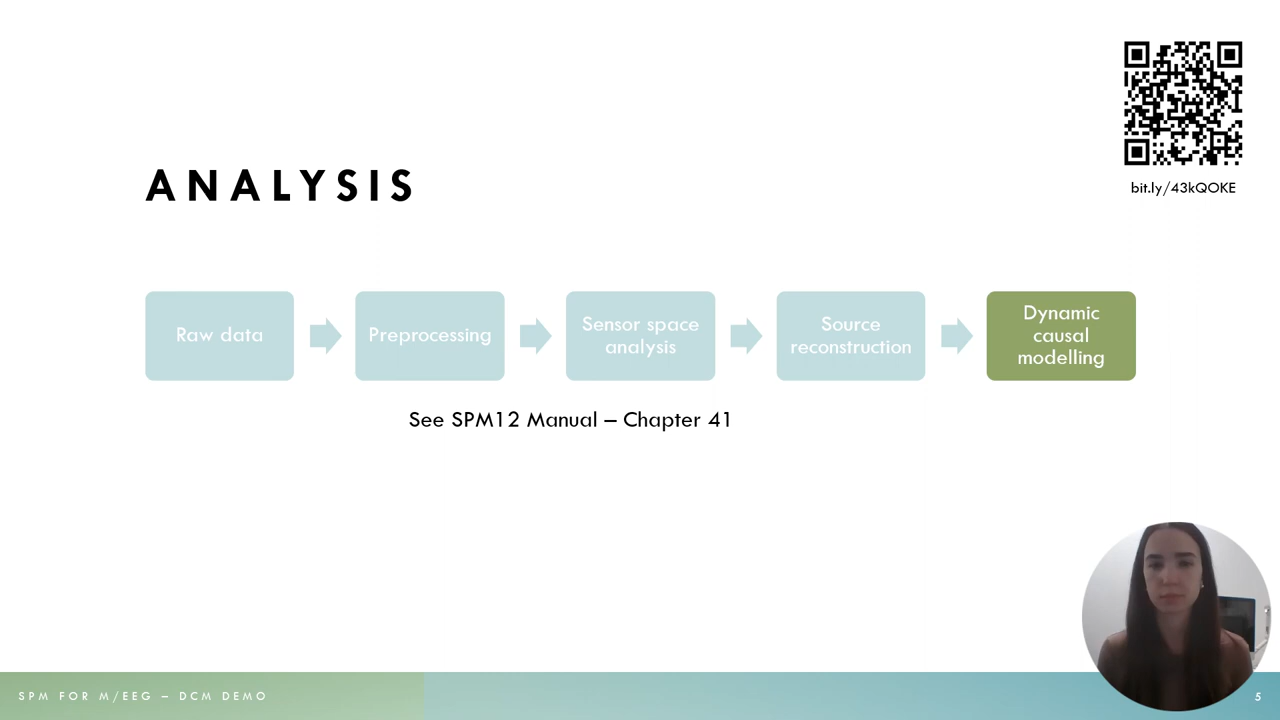 bit.ly/43kQOKE
ANALYSIS
Raw data
Preprocessing
Sensor space
analysis
Source
reconstruction
Dynamic
causal
modelling
See SPM12 Manual – Chapter 41
SPM FOR M/EEG – DCM DEMO
5